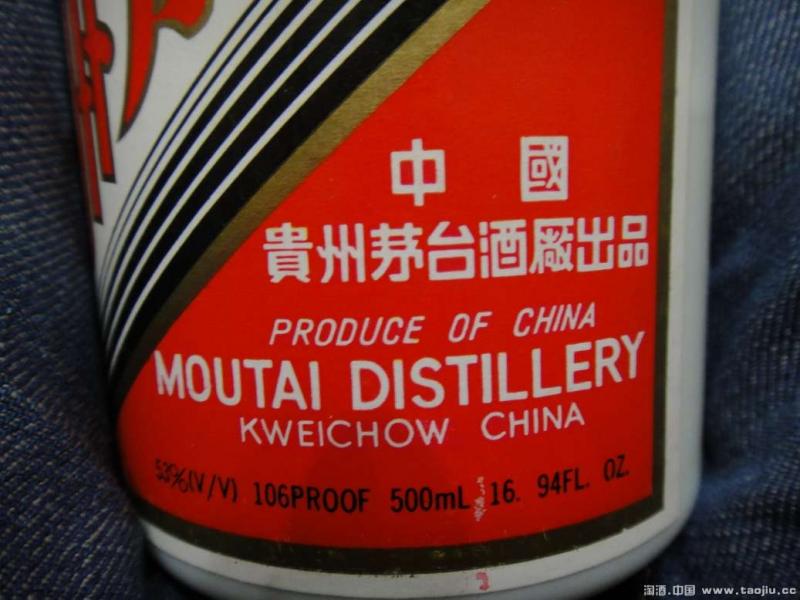 中國
貴州茅台酒廠出品
PRODUCE OF CHINA
MOUTAI DISTILLERY
KWEICHOW CHINA
53%(V/V) 106PROOF 500mL 16. 94FL. OZ.
淘酒.中国 www.taojiu.cc